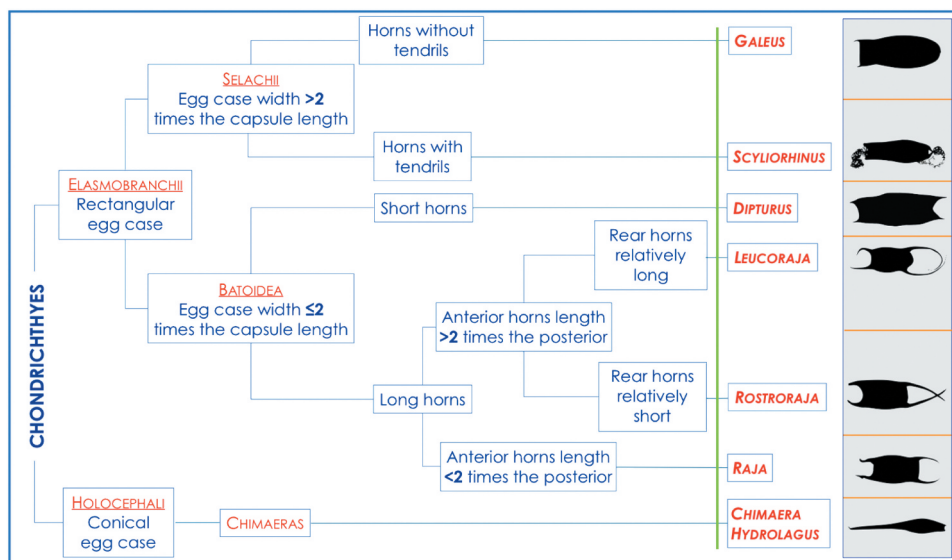 Horns without
tendrils
GALEUS
SELACHII
Egg case width >2
times the capsule length
Horns with
tendrils
SCYLIORHINUS
ELASMOBRANCHII
Rectangular
egg case
Short horns
DIPTURUS
Rear horns
relatively
long
LEUCORAJA
BATOIDEA
Egg case width ≤2
times the capsule length
Anterior horns length
>2 times the posterior
CHONDRICHTHYES
Long horns
Rear horns
relatively
short
ROSTRORAJA
Anterior horns length
<2 times the posterior
RAJA
HOLOCEPHALI
Conical
egg case
CHIMAERAS
CHIMAERA
HYDROLAGUS